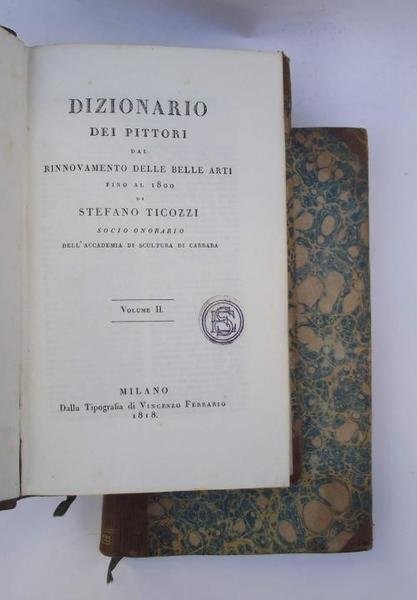 DIZIONARIO
DEI PITTORI
DAL
RINNOVAMENTO DELLE BELLE ARTI
FINO AL 1800
DI
STEFANO TICOZZI
SOCIO ONORARIO
DELL'ACCADEMIA DI SCULTURA DI CARRARA
VOLUME II.
MILANO
Dalla Tipografia di VINCENZO FERRARIO
1818.